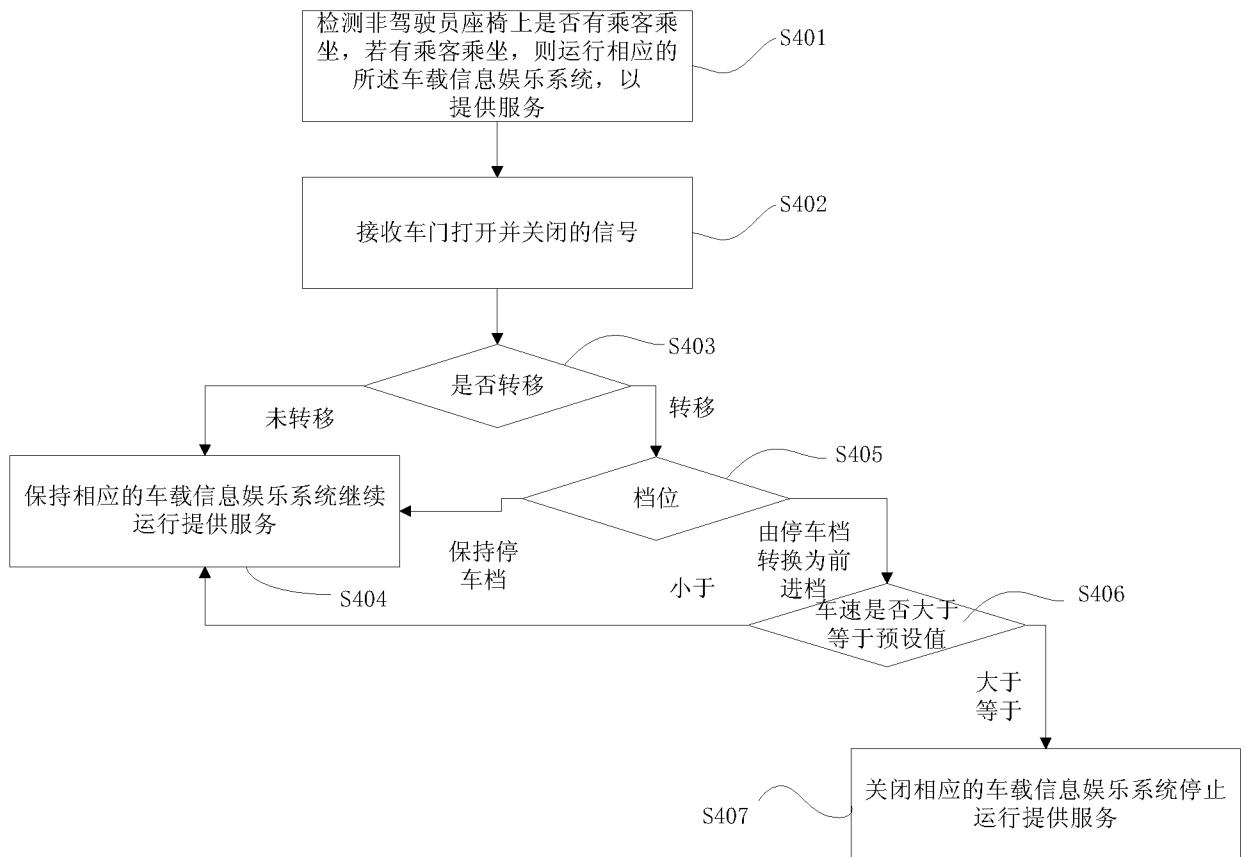 检测非驾驶员座椅上是否有乘客乘
坐，若有乘客乘坐，则运行相应的
所述车载信息娱乐系统，以
提供服务
S401
接收车门打开并关闭的信号
S402
是否转移
S403
未转移
转移
保持相应的车载信息娱乐系统继续
运行提供服务
S404
档位
S405
保持停
车档
由停车档
转换为前
进档
小于
车速是否大于
等于预设值
S406
大于
等于
关闭相应的车载信息娱乐系统停止
运行提供服务
S407